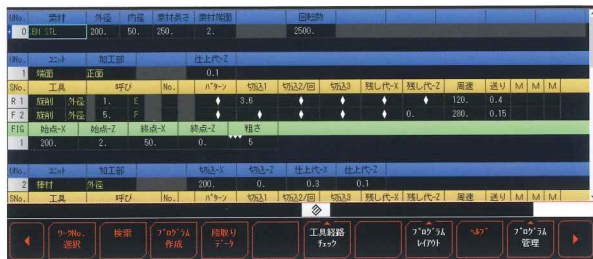 UNo. 素材 外径 内径 素材長さ 素材端面 回転数
0 EM STL 200. 50. 250. 2. 2500.
UNo. ユニット 加工部 仕上代-Z
1 端面 正面 0.1
SNo. 工具 呼び No. パターン 切込1 切込2/回 切込3 残し代-X 残し代-Z 周速 送り M M M
R 1 旋削 外径 1. E ♦ 3.6 ♦ ♦ ♦ ♦ 120. 0.4
F 2 旋削 外径 5. F ♦ ♦ ♦ ♦ ♦ 0. 280. 0.15
FIG 始点-X 始点-Z 終点-X 終点-Z 粗さ
1 200. 2. 50. 0. 5
UNo. ユニット 加工部 切込-X 切込-Z 仕上代-X 仕上代-Z
2 棒材 外径 200. 0. 0.3 0.1
SNo. 工具 呼び No. パターン 切込1 切込2/回 切込3 残し代-X 残し代-Z 周速 送り M M M
ワークNo. 選択 検索 プログラム 作成 段取り データ 工具経路 チェック プログラム レイアウト ヘルプ プログラム 管理